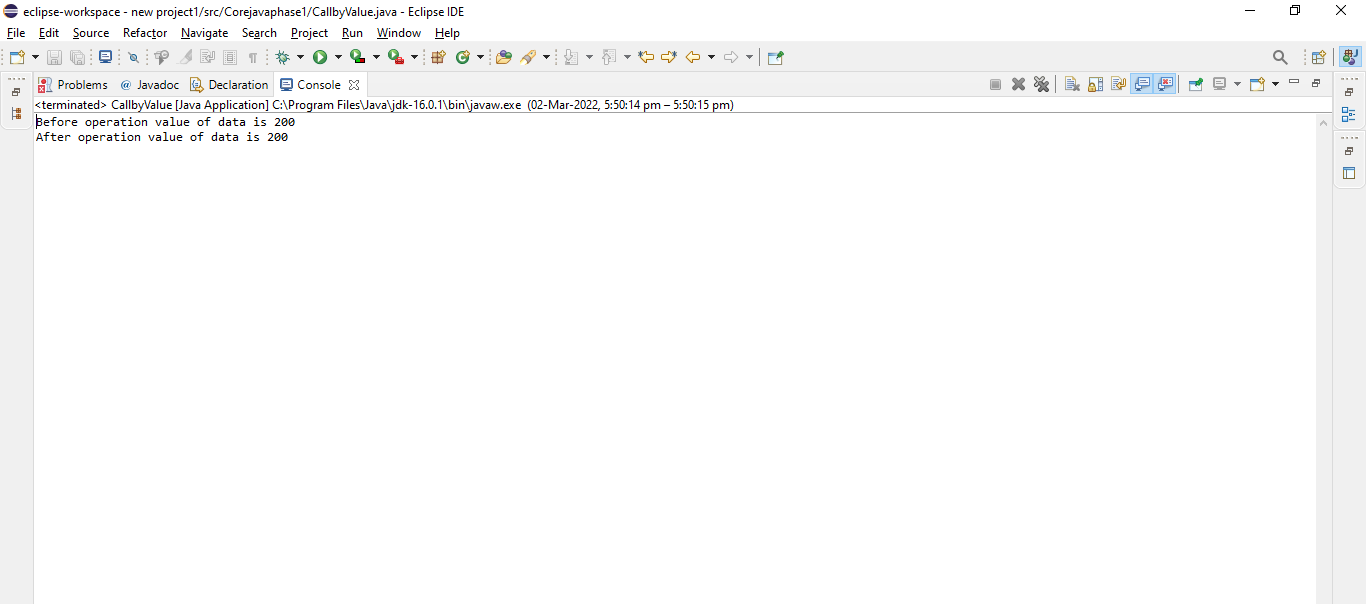 eclipse-workspace - new project1/src/Corejavaphase1/CallbyValue.java - Eclipse IDE
File Edit Source Refactor Navigate Search Project Run Window Help
Problems @ Javadoc Declaration Console
<terminated> CallbyValue [Java Application] C:\Program Files\Java\jdk-16.0.1\bin\javaw.exe (02-Mar-2022, 5:50:14 pm – 5:50:15 pm)
Before operation value of data is 200
After operation value of data is 200